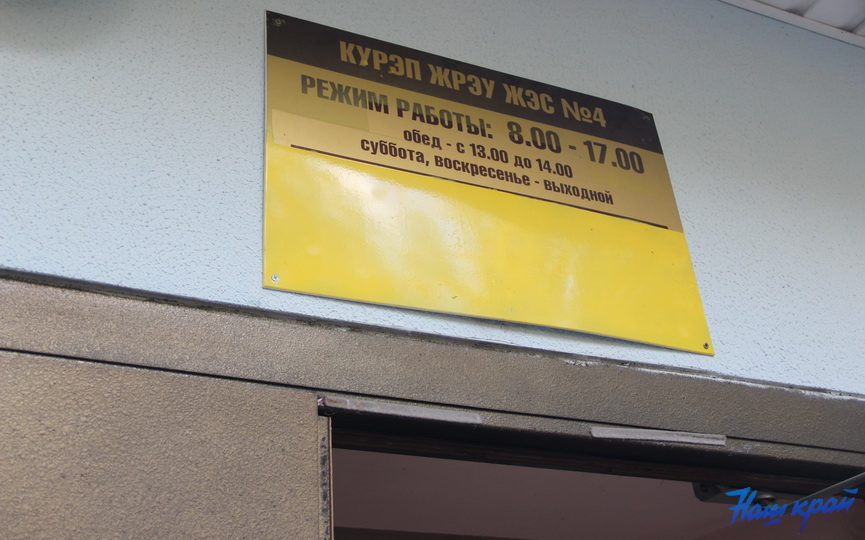 КУРЭП ЖРЭУ ЖЭС №4
РЕЖИМ РАБОТЫ: 8.00 - 17.00
обед - с 13.00 до 14.00
суббота, воскресенье - выходной
Наш край